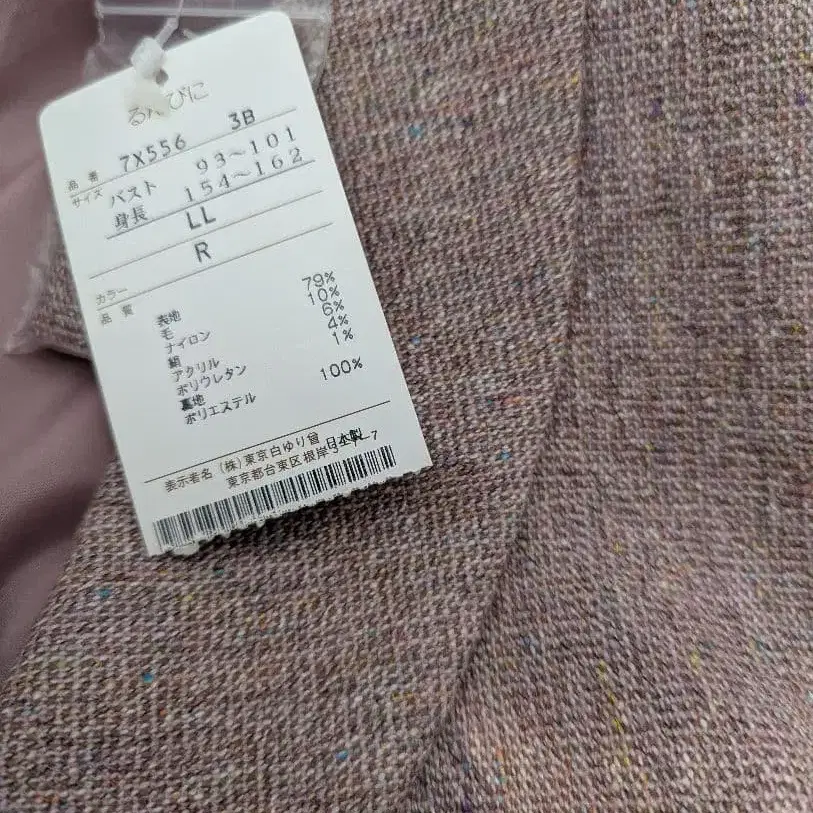 るんびに
品番 7X556 3B
サイズ バスト 93~101
身長 154~162
LL
カラー R
品質 表地
毛 79%
ナイロン 10%
絹 6%
アクリル 4%
ポリウレタン 1%
裏地
ポリエステル 100%
表示者名 (株)東京白ゆり會 日本製
東京都台東区根岸3-7-7